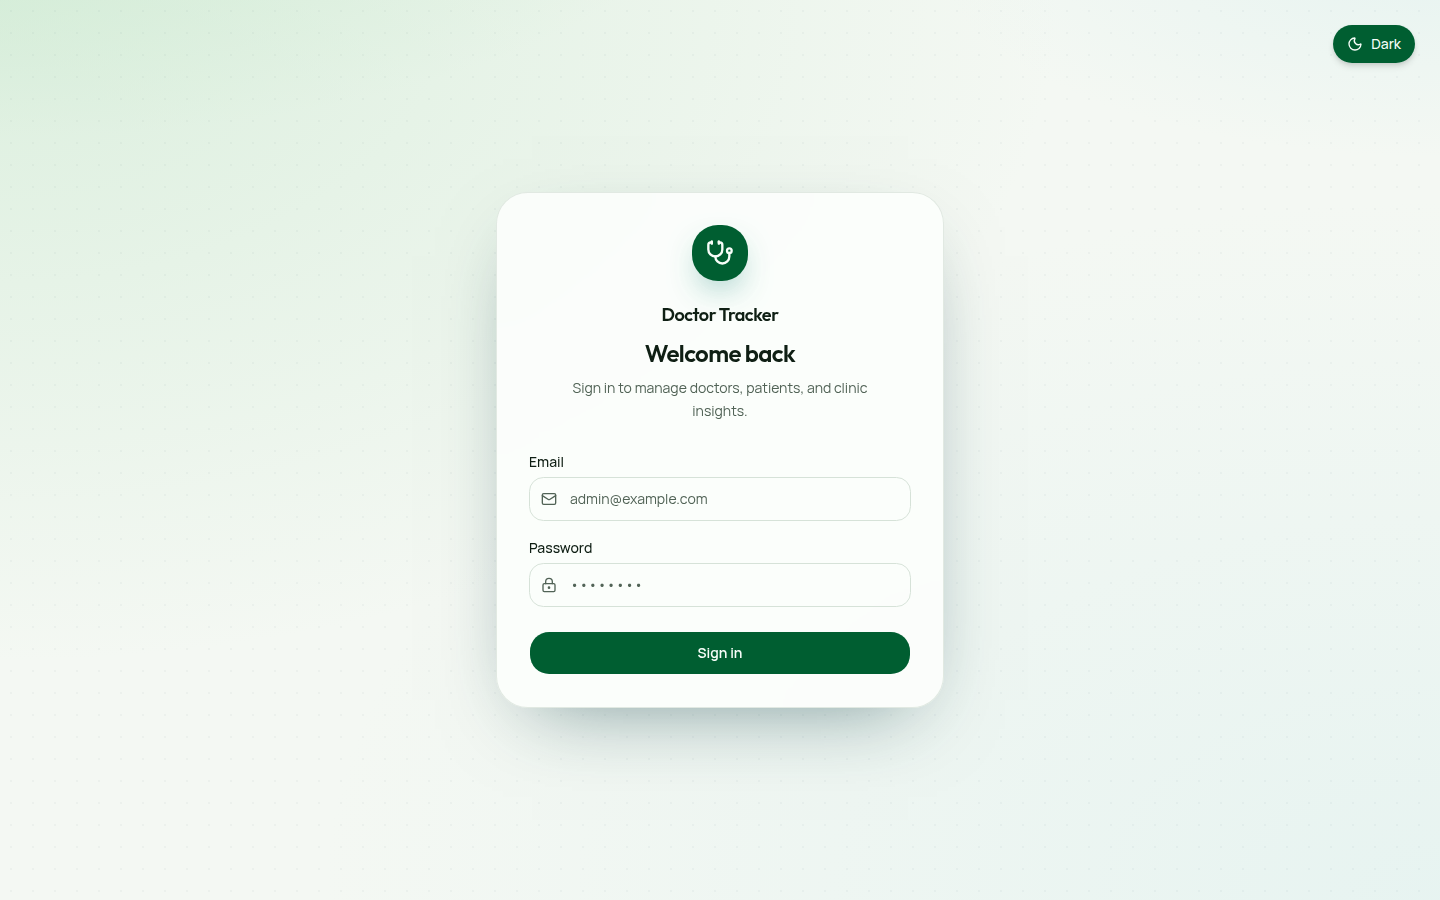 Dark
Doctor Tracker
Welcome back
Sign in to manage doctors, patients, and clinic
insights.
Email
admin@example.com
Password
••••••••
Sign in